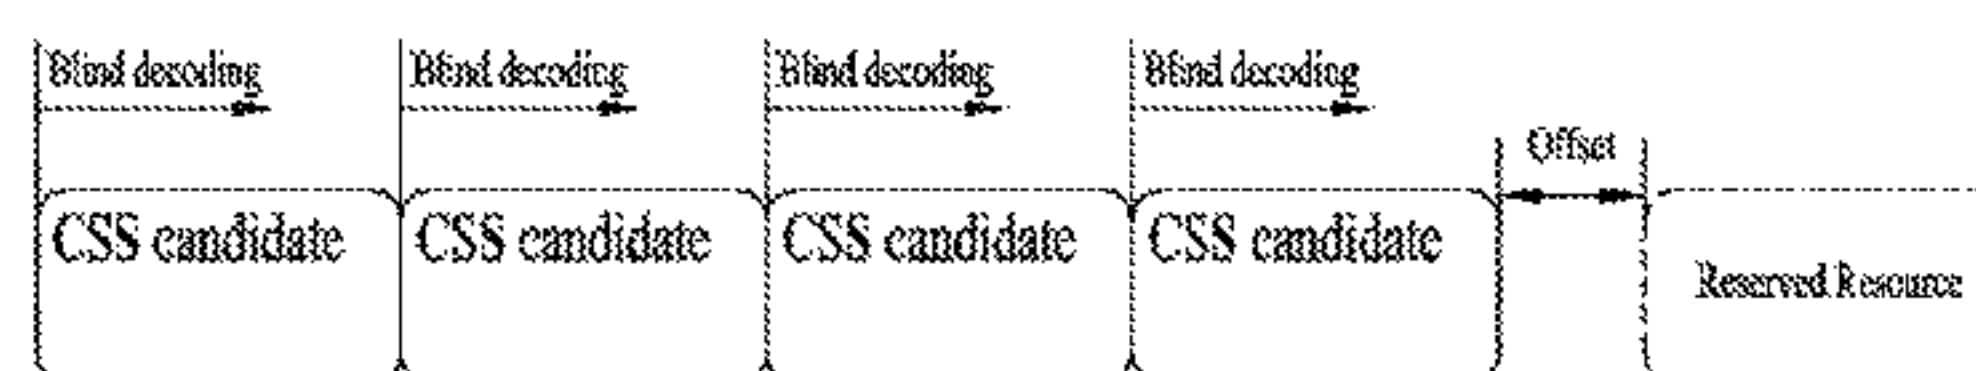 Blind decoding Blind decoding Blind decoding Blind decoding
Offset
CSS candidate CSS candidate CSS candidate CSS candidate
Reserved Resource